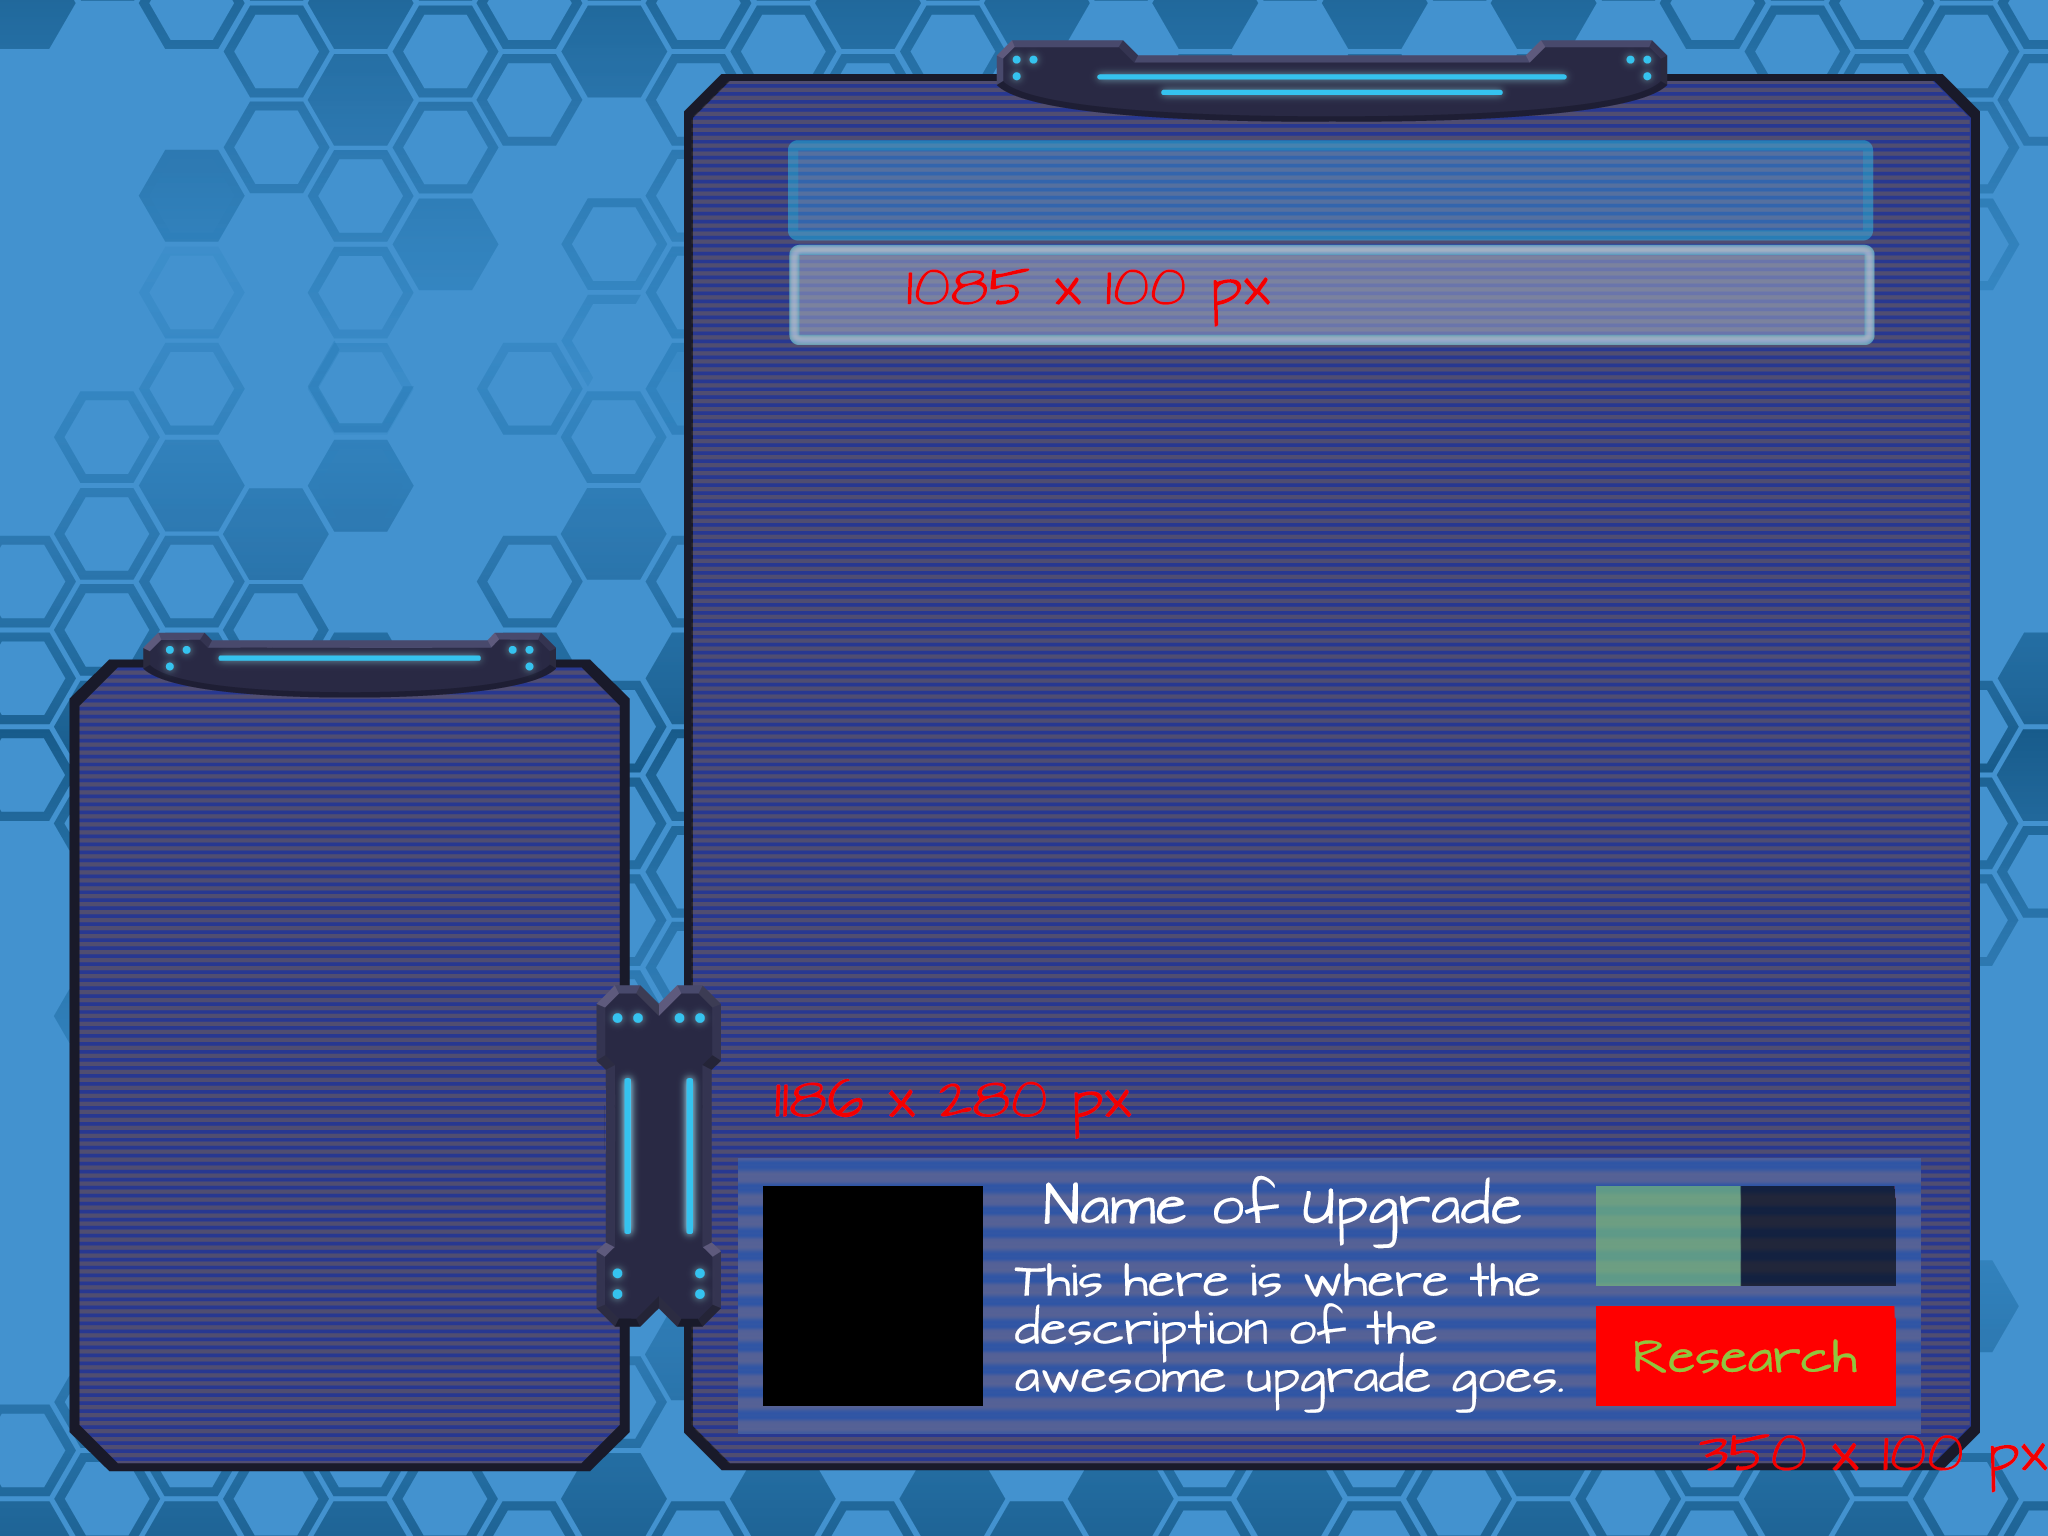 1085 x 100 px
1186 x 280 px
Name of Upgrade
This here is where the
description of the
awesome upgrade goes.
Research
350 x 100 px